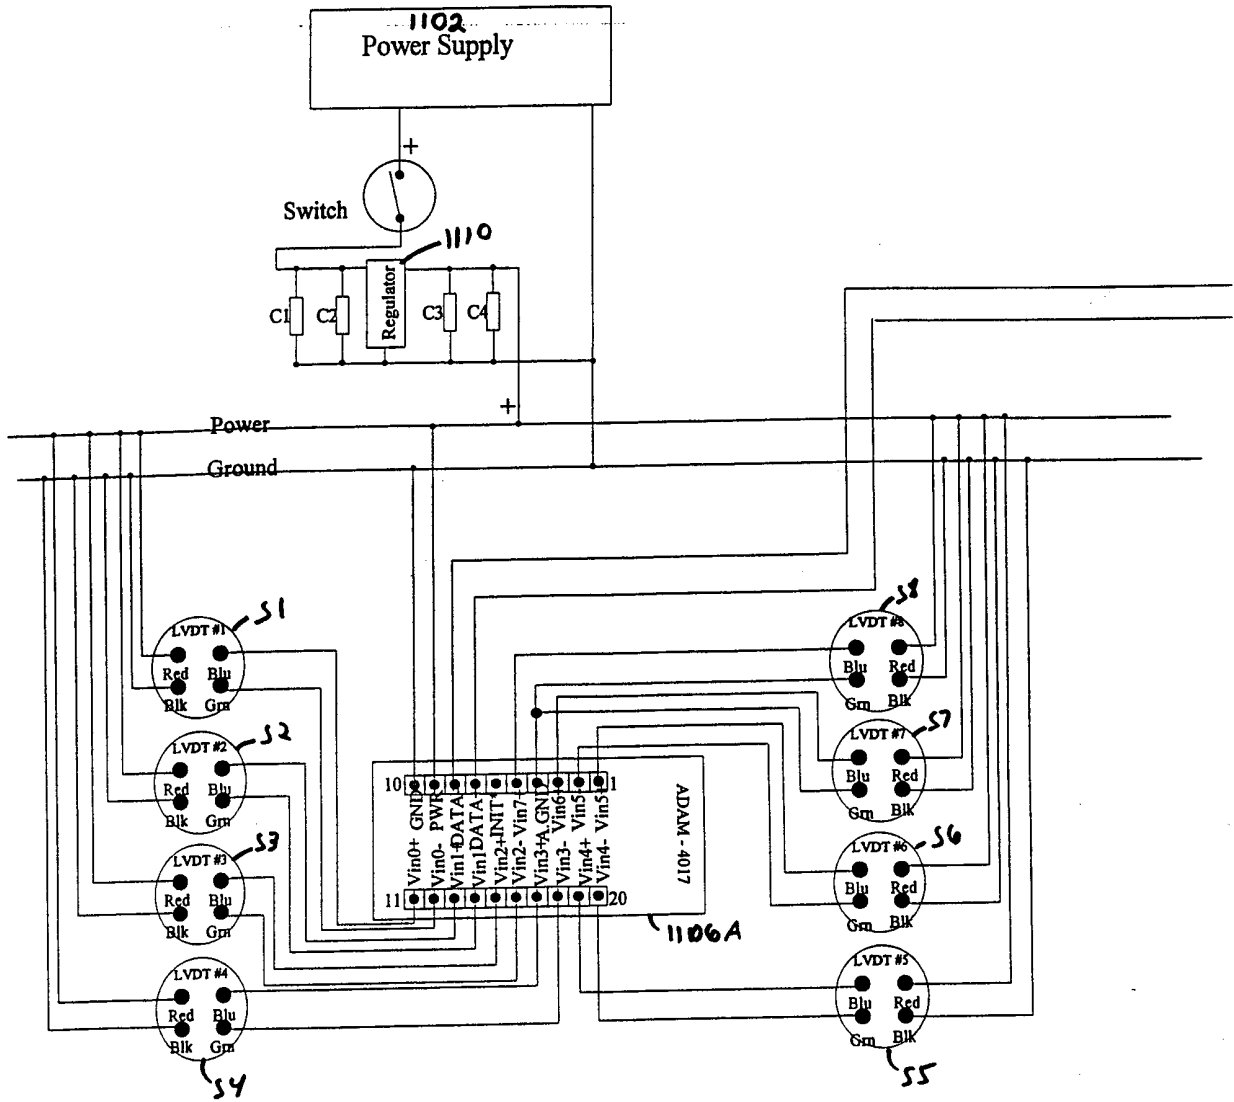 1102
Power Supply
+
Switch
1110
C1
C2
Regulator
C3
C4
+
Power
Ground
S1
LVDT #1
Red Blu
Blk Grn
S2
LVDT #2
Red Blu
Blk Grn
S3
LVDT #3
Red Blu
Blk Grn
LVDT #4
Red Blu
Blk Grn
S4
10
GND
PWR
DATA+
DATA-
INIT*
Vin7+
A.GND
Vin6+
Vin5-
Vin5+
1
Vin0+
Vin0-
Vin1+
Vin1-
Vin2+
Vin2-
Vin3+
Vin3-
Vin4+
Vin4-
11
20
ADAM - 4017
1106A
S8
LVDT #8
Blu Red
Grn Blk
S7
LVDT #7
Blu Red
Grn Blk
S6
LVDT #6
Blu Red
Grn Blk
LVDT #5
Blu Red
Grn Blk
S5